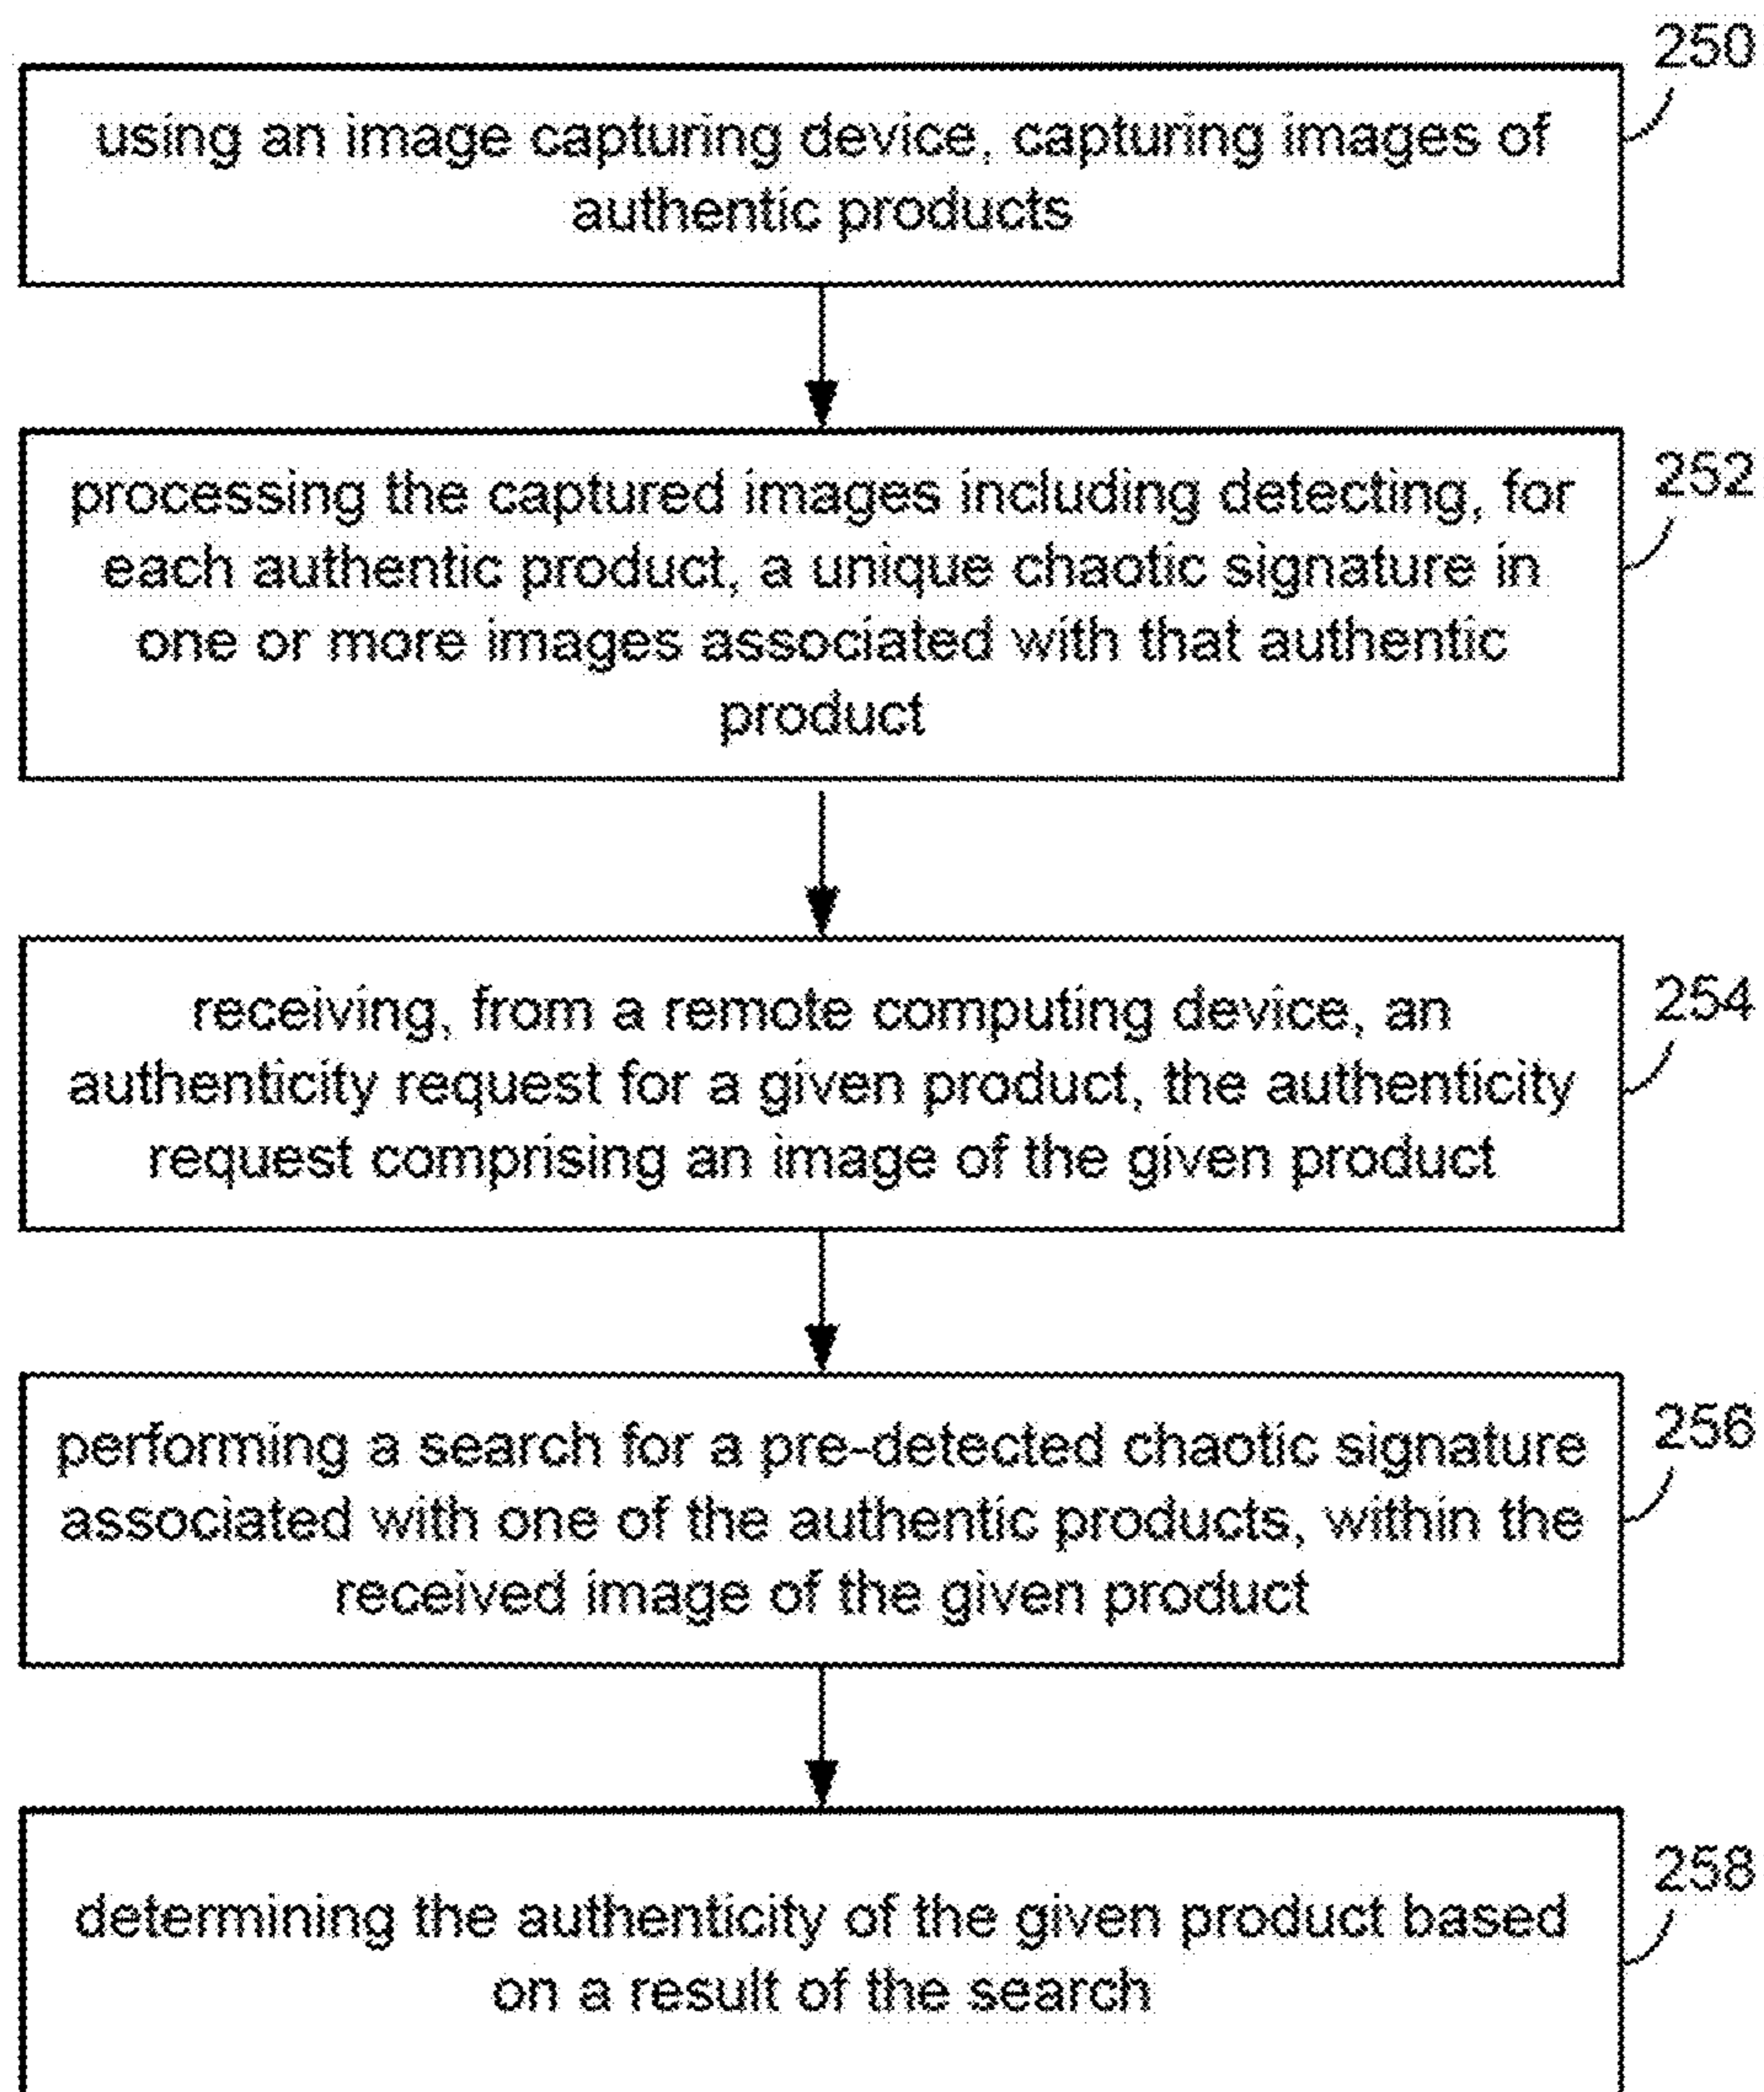 250
using an image capturing device, capturing images of
authentic products
252
processing the captured images including detecting, for
each authentic product, a unique chaotic signature in
one or more images associated with that authentic
product
254
receiving, from a remote computing device, an
authenticity request for a given product, the authenticity
request comprising an image of the given product
256
performing a search for a pre-detected chaotic signature
associated with one of the authentic products, within the
received image of the given product
258
determining the authenticity of the given product based
on a result of the search